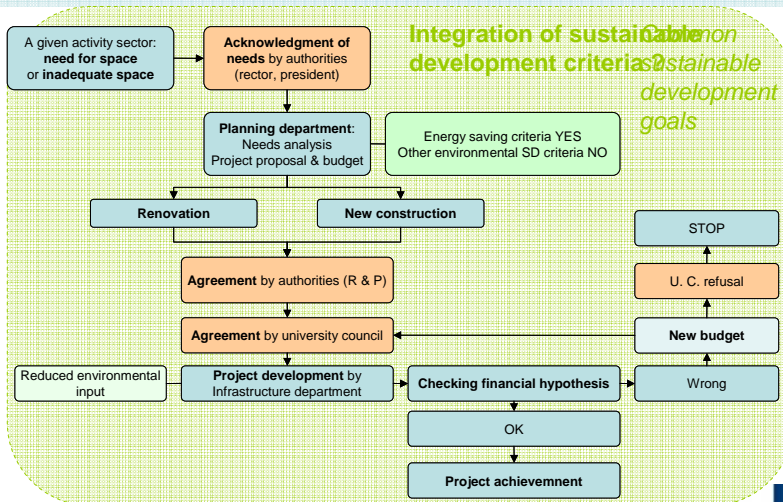 A given activity sector:
need for space
or inadequate space
Acknowledgment of
needs by authorities
(rector, president)
Integration of sustainable
development criteria ?
Common
sustainable
development
goals
Planning department:
Needs analysis
Project proposal & budget
Energy saving criteria YES
Other environmental SD criteria NO
Renovation
New construction
STOP
Agreement by authorities (R & P)
U. C. refusal
Agreement by university council
New budget
Reduced environmental
input
Project development by
Infrastructure department
Checking financial hypothesis
Wrong
OK
Project achievemnent